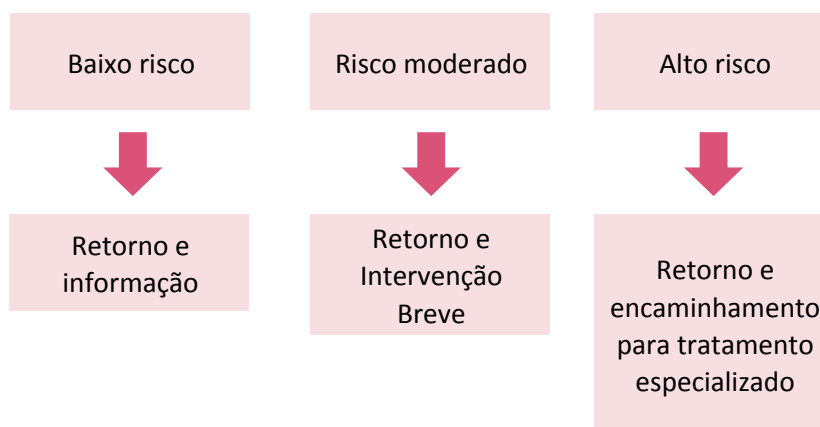 Baixo risco
Risco moderado
Alto risco
Retorno e
informação
Retorno e
Intervenção
Breve
Retorno e
encaminhamento
para tratamento
especializado